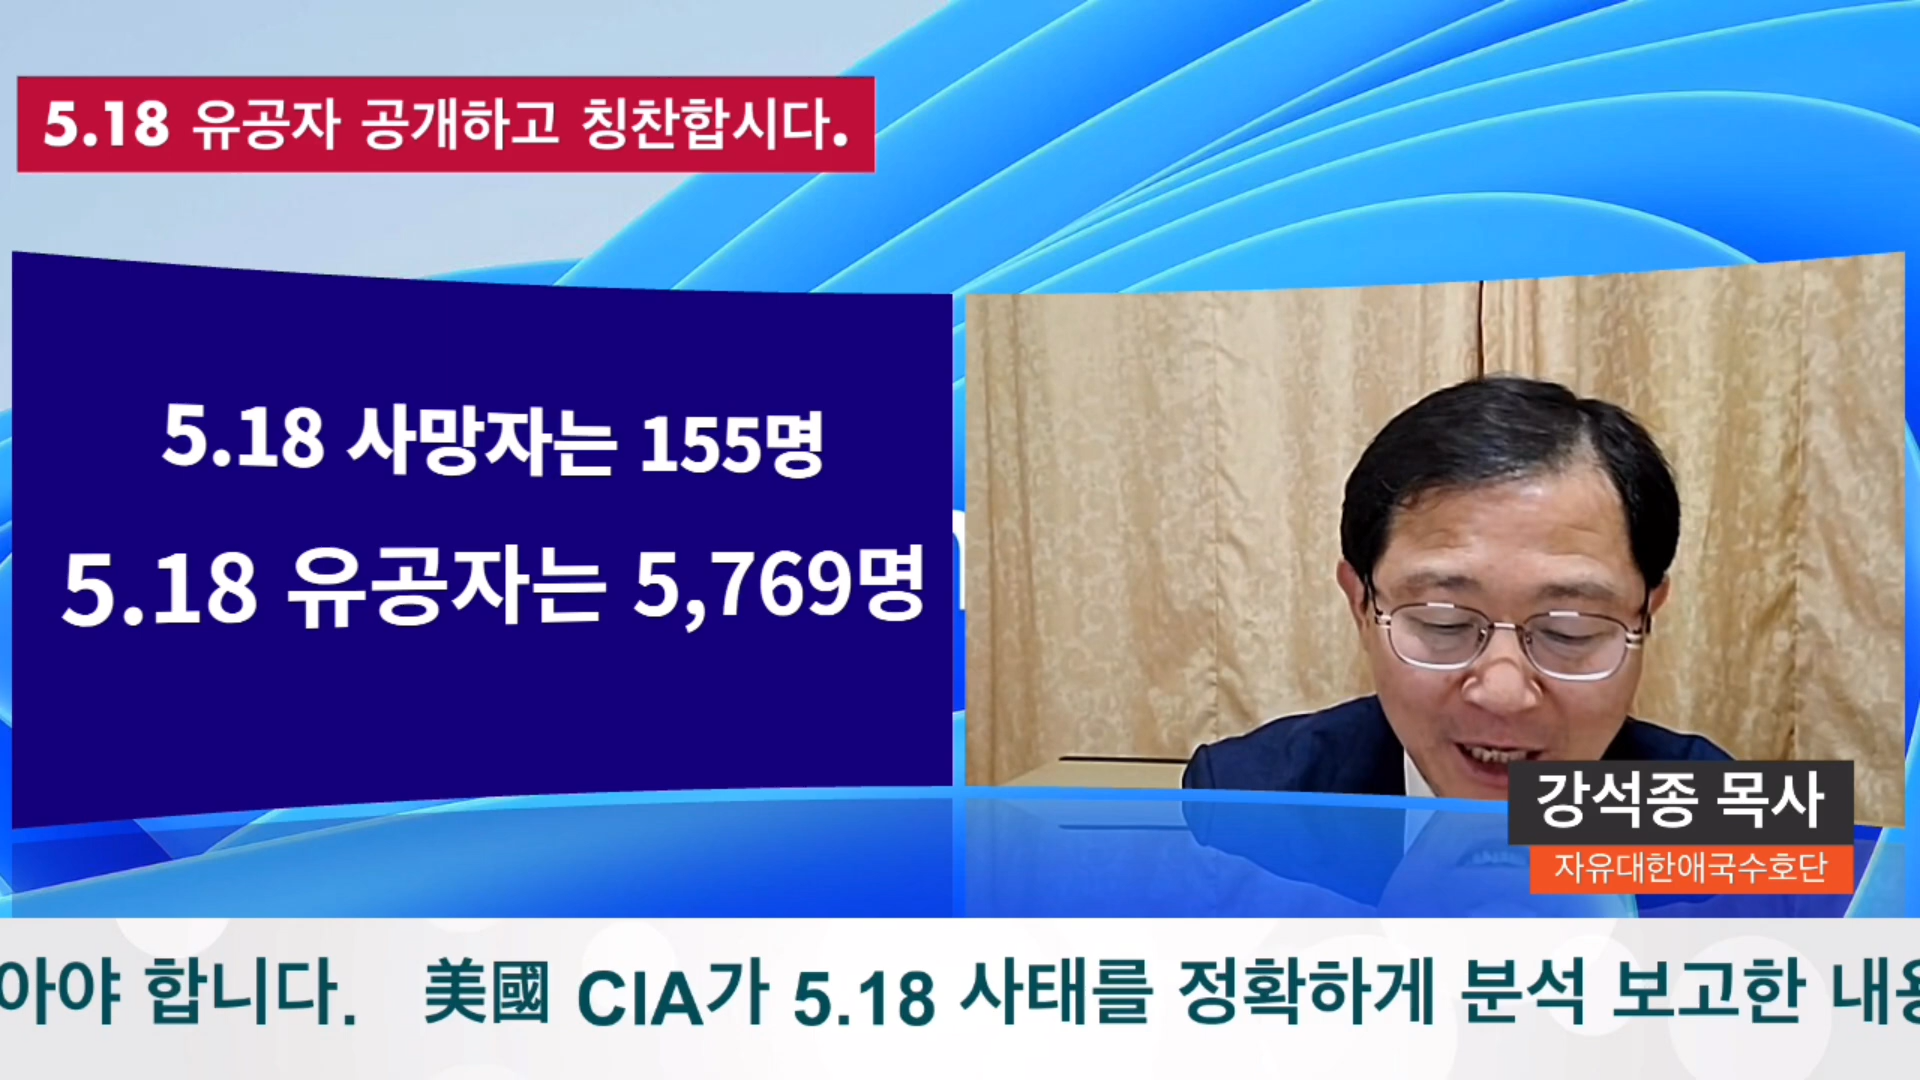 5.18 유공자 공개하고 칭찬합시다.
5.18 사망자는 155명
5.18 유공자는 5,769명
강석종 목사
자유대한애국수호단
아야 합니다. 美國 CIA가 5.18 사태를 정확하게 분석 보고한 내용